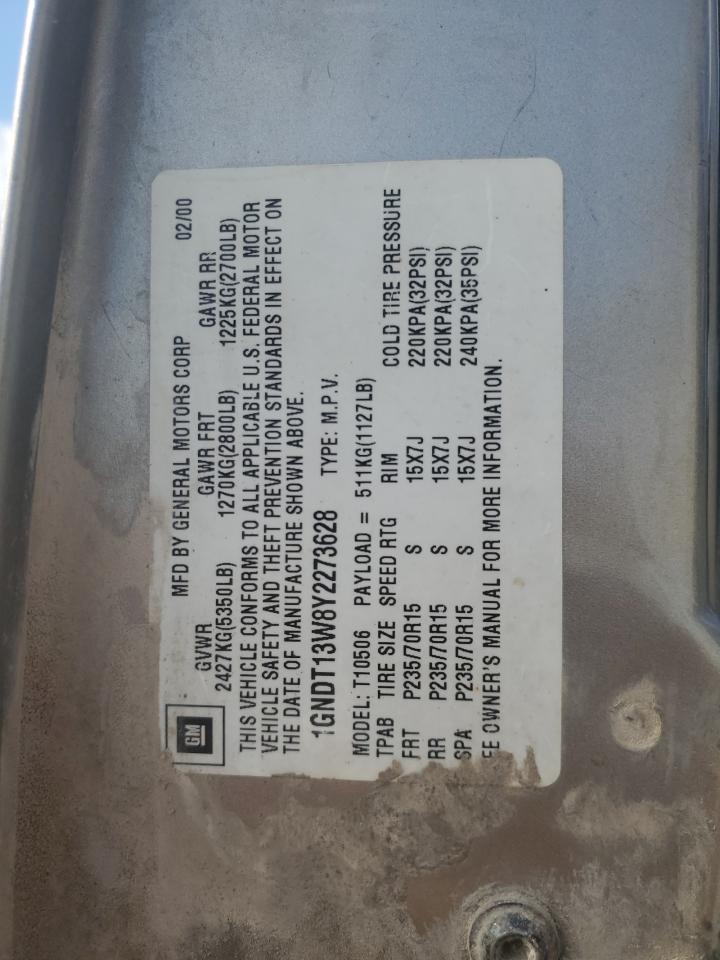 GM
MFD BY GENERAL MOTORS CORP 02/00
GVWR GAWR FRT GAWR RR
2427KG(5350LB) 1270KG(2800LB) 1225KG(2700LB)
THIS VEHICLE CONFORMS TO ALL APPLICABLE U.S. FEDERAL MOTOR
VEHICLE SAFETY AND THEFT PREVENTION STANDARDS IN EFFECT ON
THE DATE OF MANUFACTURE SHOWN ABOVE.
1GNDT13W8Y2273628 TYPE: M.P.V.
MODEL: T10506 PAYLOAD = 511KG(1127LB)
TPAB TIRE SIZE SPEED RTG RIM COLD TIRE PRESSURE
FRT P235/70R15 S 15X7J 220KPA(32PSI)
RR P235/70R15 S 15X7J 220KPA(32PSI)
SPA P235/70R15 S 15X7J 240KPA(35PSI)
EE OWNER'S MANUAL FOR MORE INFORMATION.